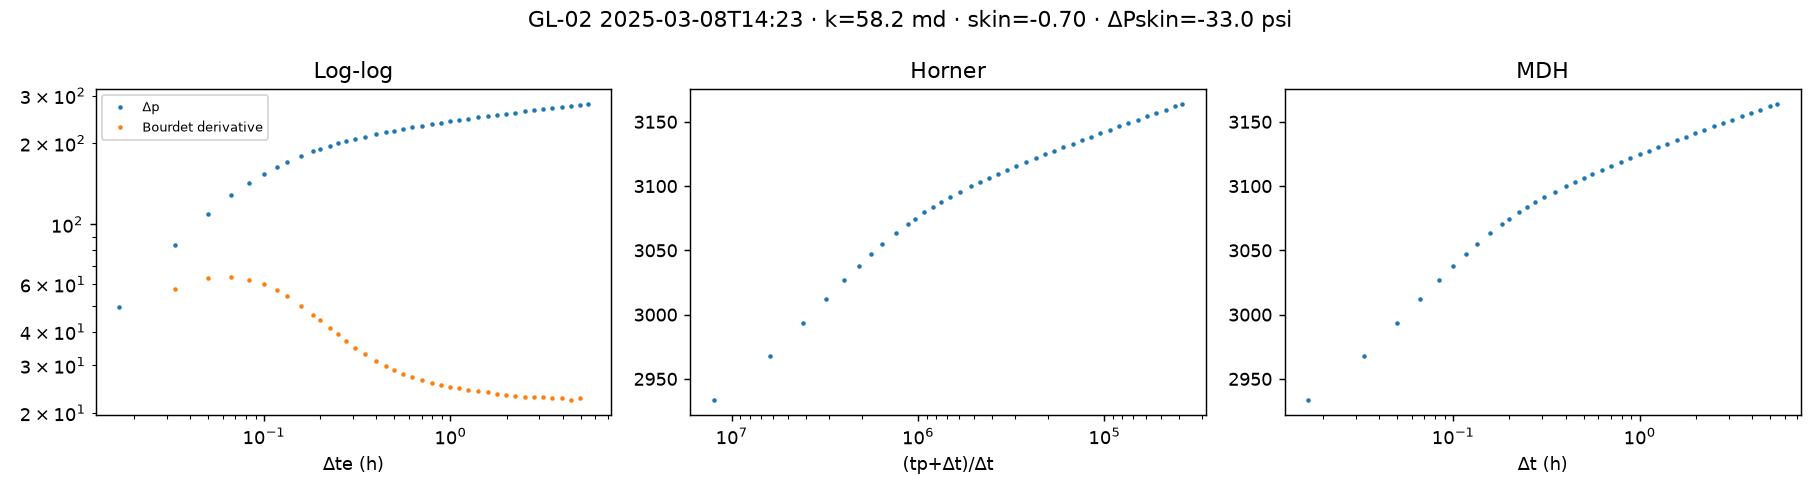 GL-02 2025-03-08T14:23 · k=58.2 md · skin=-0.70 · ΔPskin=-33.0 psi
Log-log
Δp
Bourdet derivative
3 × 10²
2 × 10²
10²
6 × 10¹
4 × 10¹
3 × 10¹
2 × 10¹
10⁻¹
10⁰
Δte (h)
Horner
3150
3100
3050
3000
2950
10⁷
10⁶
10⁵
(tp+Δt)/Δt
MDH
3150
3100
3050
3000
2950
10⁻¹
10⁰
Δt (h)